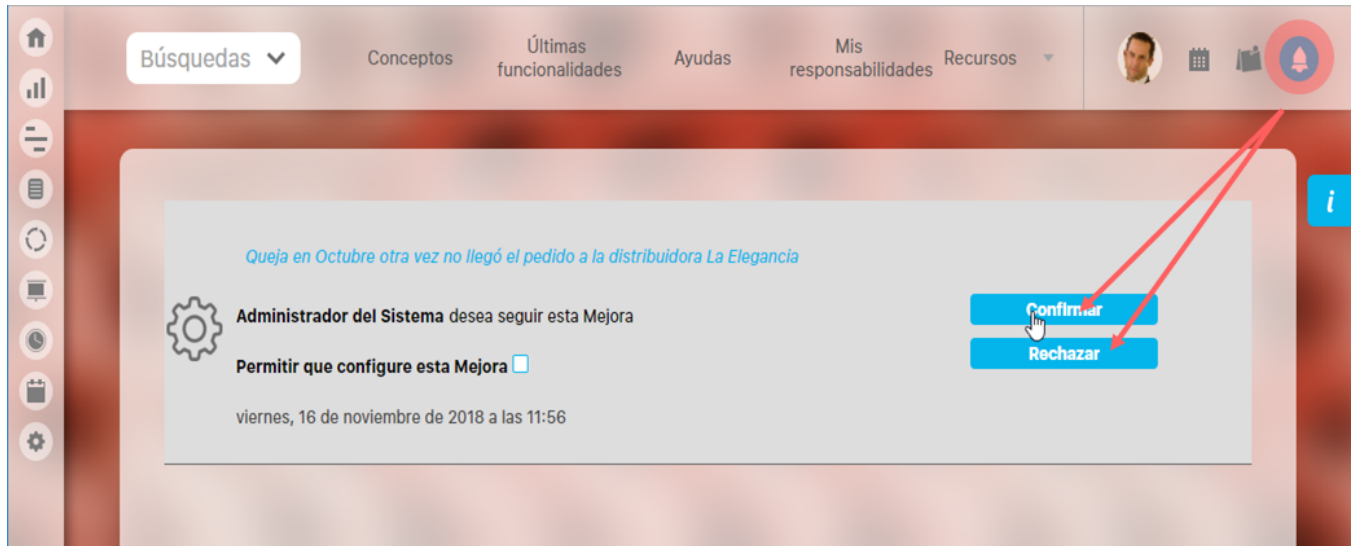 Búsquedas
Conceptos
Últimas
funcionalidades
Ayudas
Mis
responsabilidades
Recursos
i
Queja en Octubre otra vez no llegó el pedido a la distribuidora La Elegancia
Administrador del Sistema desea seguir esta Mejora
Confirmar
Permitir que configure esta Mejora
Rechazar
viernes, 16 de noviembre de 2018 a las 11:56